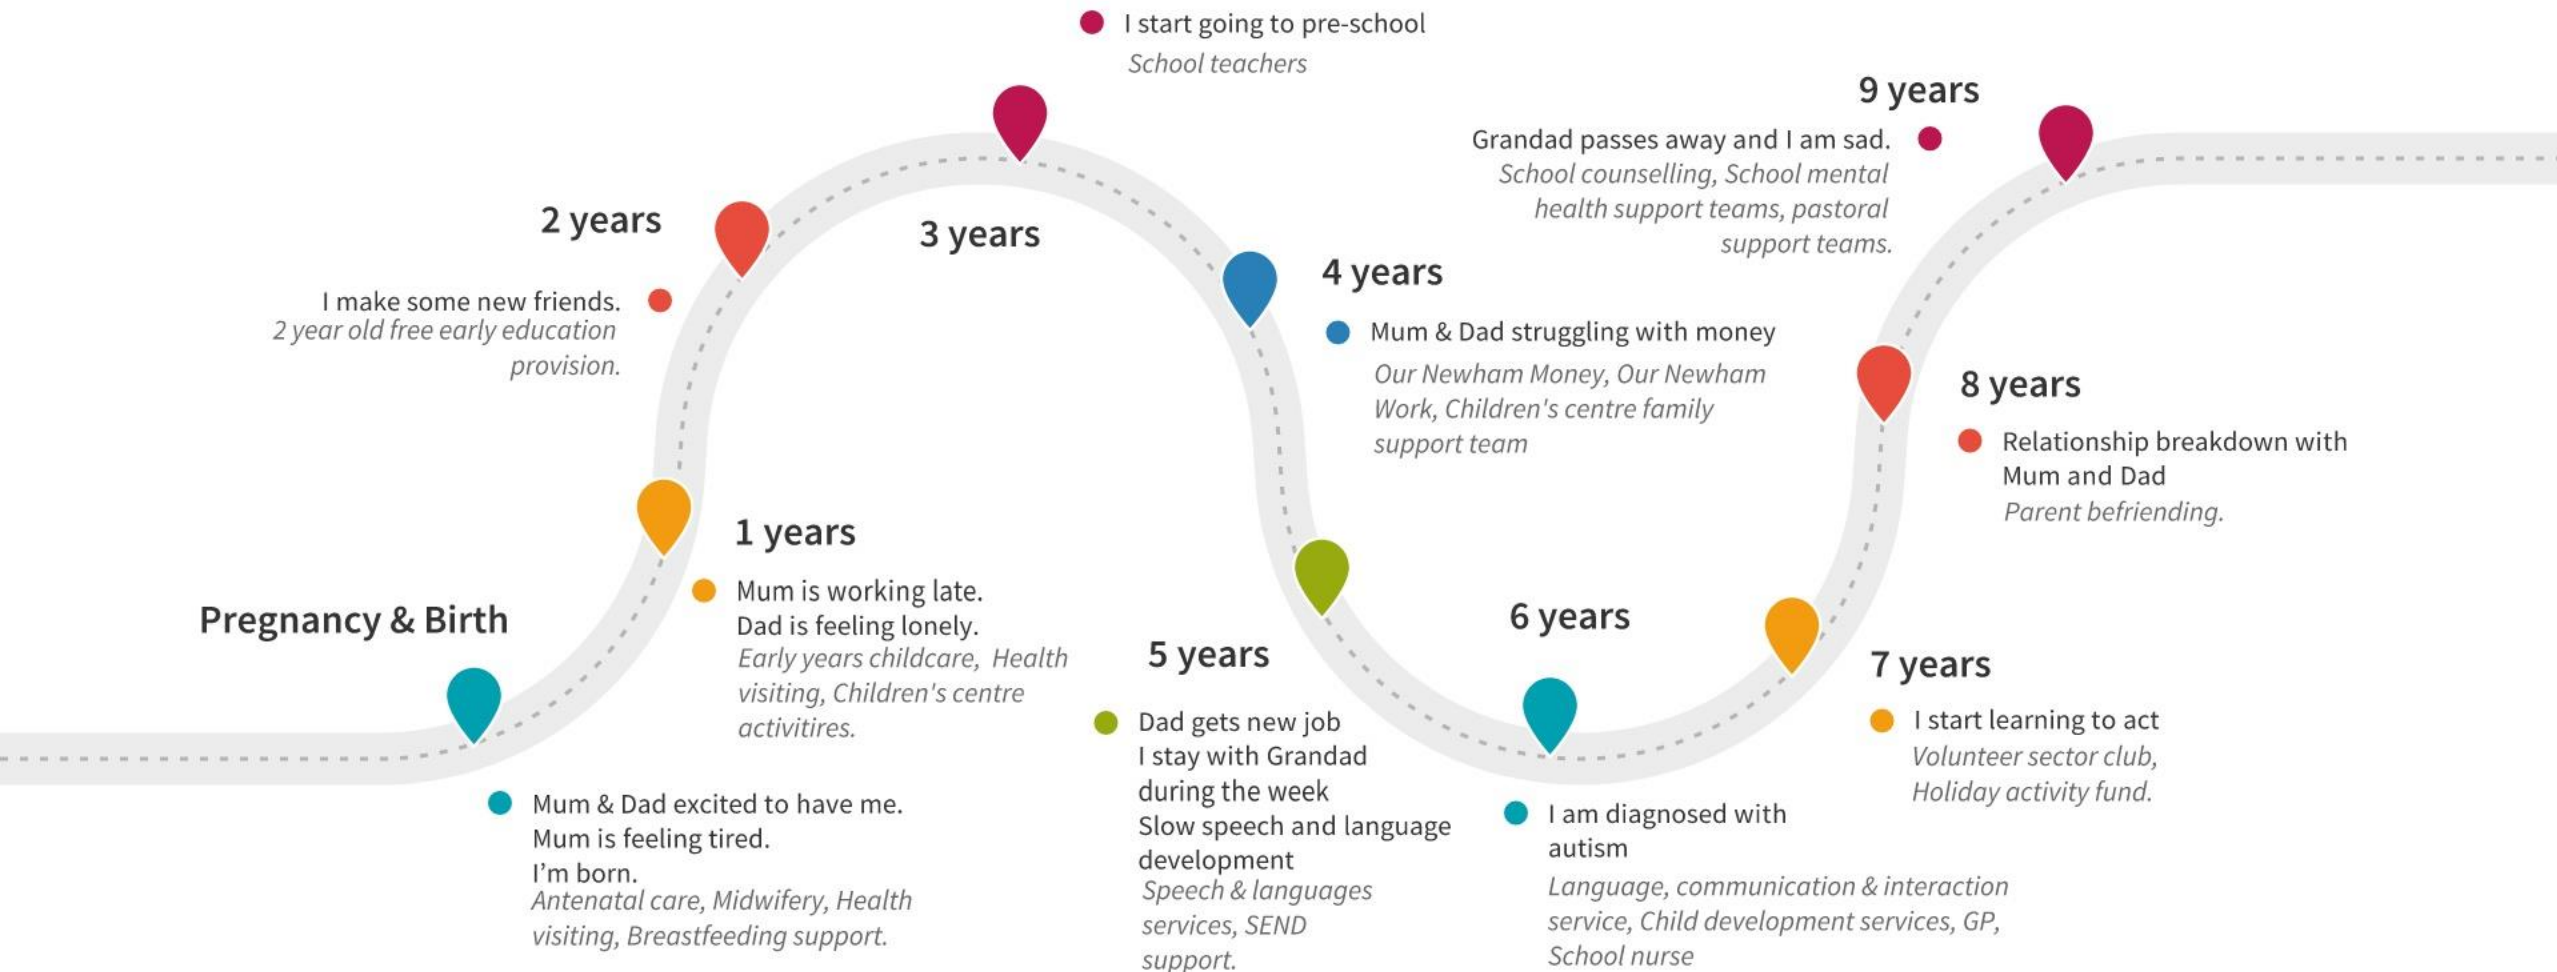 Pregnancy & Birth
Mum & Dad excited to have me.
Mum is feeling tired.
I'm born.
Antenatal care, Midwifery, Health
visiting, Breastfeeding support.
1 years
Mum is working late.
Dad is feeling lonely.
Early years childcare, Health
visiting, Children's centre
activitires.
2 years
I make some new friends.
2 year old free early education
provision.
I start going to pre-school
School teachers
3 years
4 years
Mum & Dad struggling with money
Our Newham Money, Our Newham
Work, Children's centre family
support team
5 years
Dad gets new job
I stay with Grandad
during the week
Slow speech and language
development
Speech & languages
services, SEND
support.
6 years
I am diagnosed with
autism
Language, communication & interaction
service, Child development services, GP,
School nurse
7 years
I start learning to act
Volunteer sector club,
Holiday activity fund.
8 years
Relationship breakdown with
Mum and Dad
Parent befriending.
9 years
Grandad passes away and I am sad.
School counselling, School mental
health support teams, pastoral
support teams.